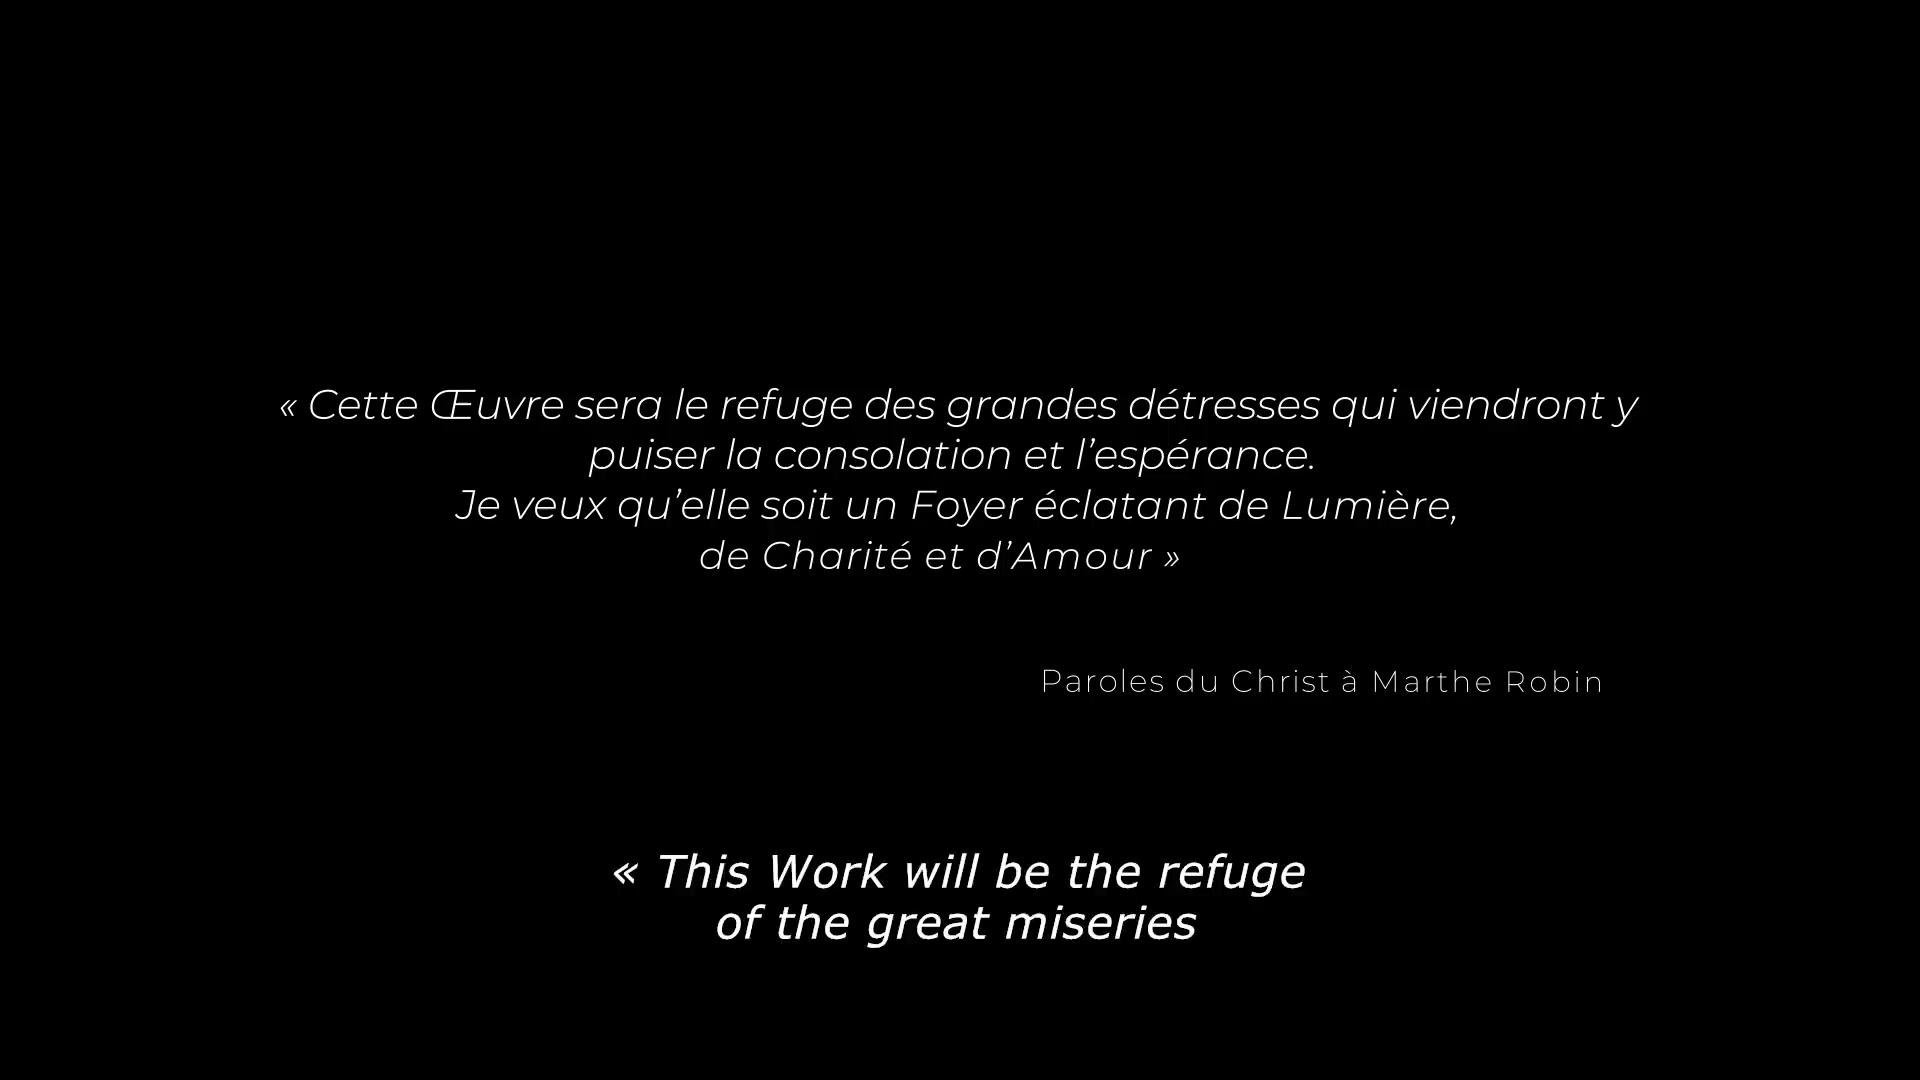 « Cette Œuvre sera le refuge des grandes détresses qui viendront y
puiser la consolation et l’espérance.
Je veux qu’elle soit un Foyer éclatant de Lumière,
de Charité et d’Amour »
Paroles du Christ à Marthe Robin
« This Work will be the refuge
of the great miseries